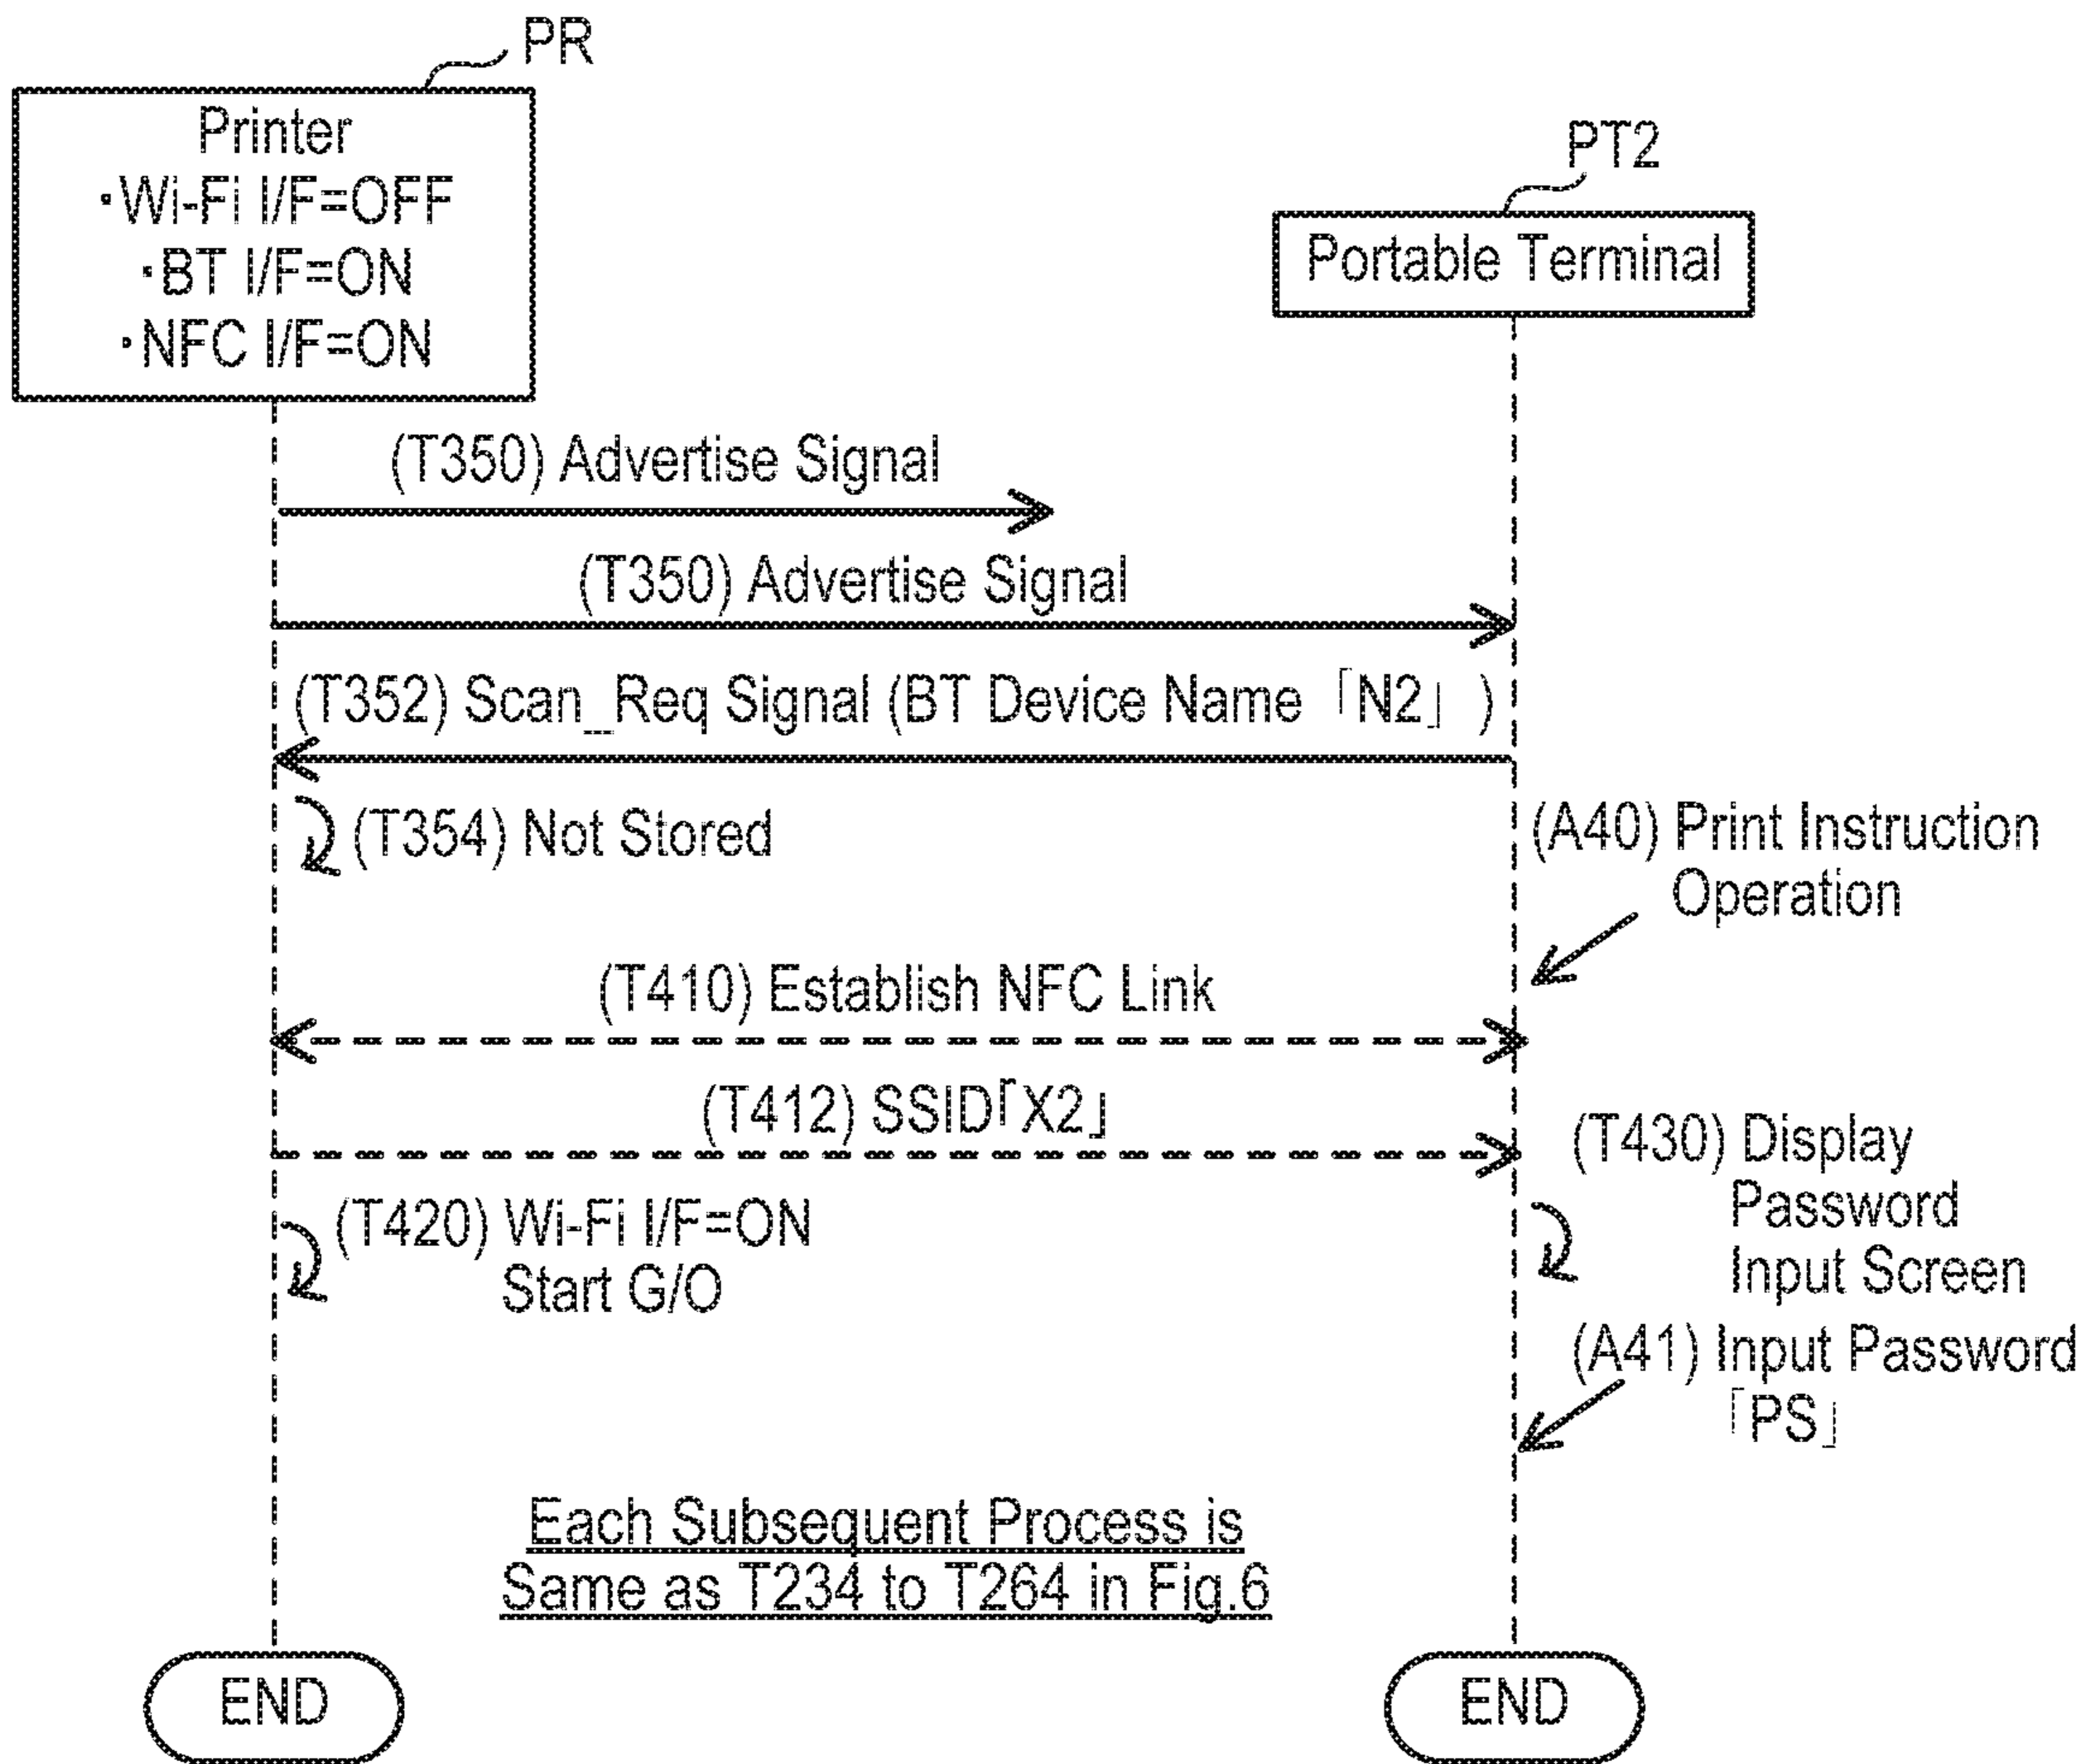 PR
Printer
・Wi-Fi I/F=OFF
・BT I/F=ON
・NFC I/F=ON
PT2
Portable Terminal
(T350) Advertise Signal
(T350) Advertise Signal
(T352) Scan_Req Signal (BT Device Name「N2」)
(T354) Not Stored
(A40) Print Instruction
Operation
(T410) Establish NFC Link
(T412) SSID「X2」
(T430) Display
Password
Input Screen
(T420) Wi-Fi I/F=ON
Start G/O
(A41) Input Password
「PS」
Each Subsequent Process is
Same as T234 to T264 in Fig.6
END
END